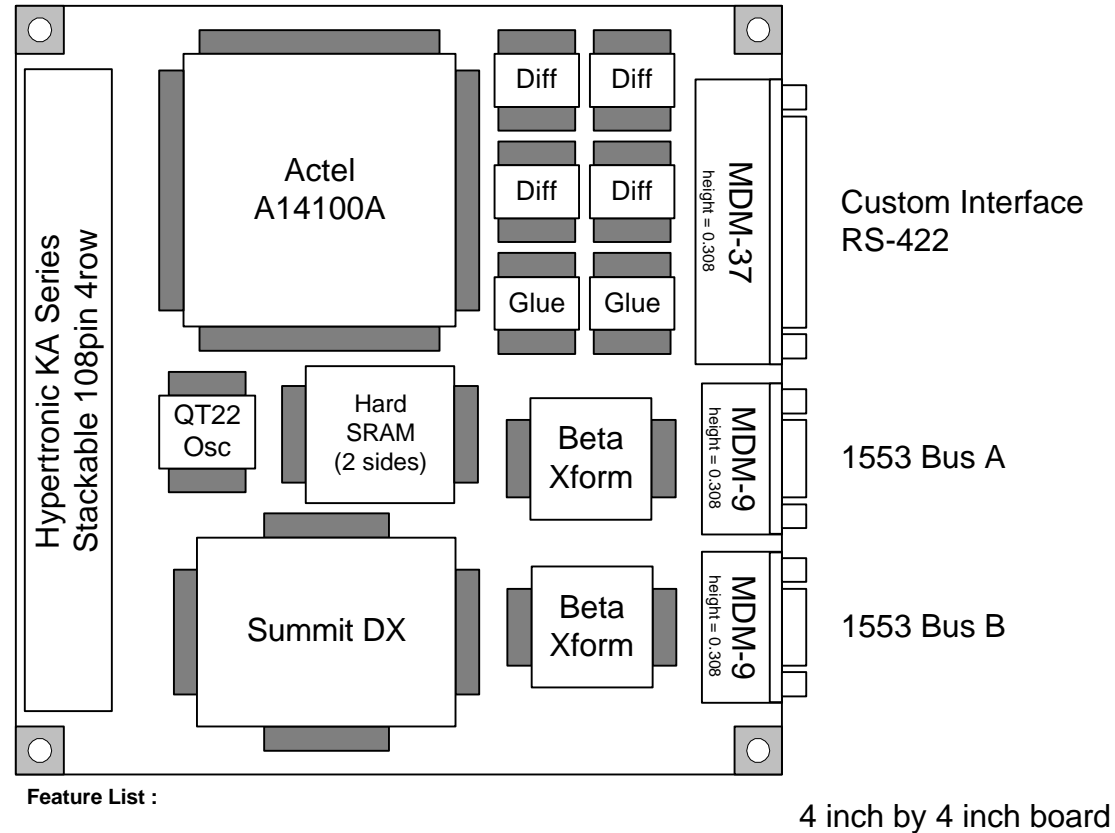 Hypertronic KA Series
Stackable 108pin 4row
Actel
A14100A
Diff
Diff
Diff
Diff
Glue
Glue
MDM-37
height = 0.308
Custom Interface
RS-422
QT22
Osc
Hard
SRAM
(2 sides)
Beta
Xform
MDM-9
height = 0.308
1553 Bus A
Summit DX
Beta
Xform
MDM-9
height = 0.308
1553 Bus B
Feature List :
4 inch by 4 inch board